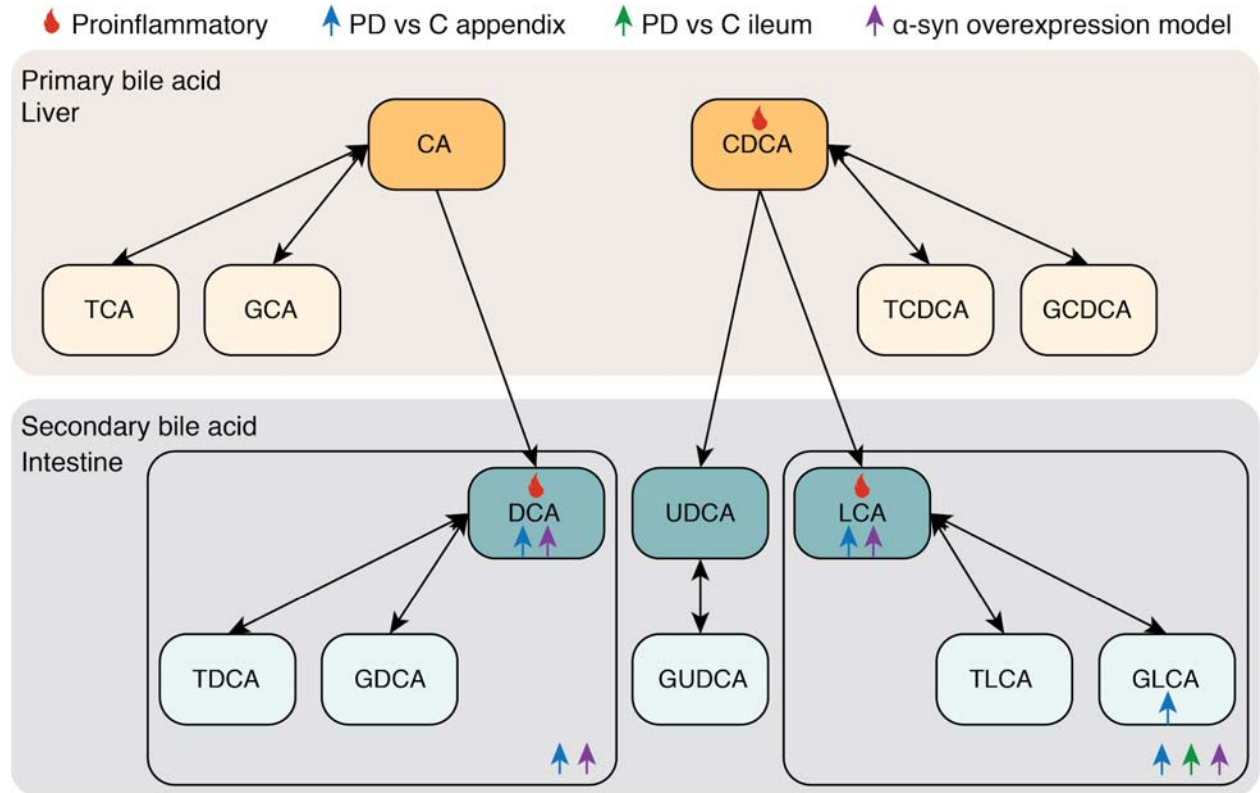 Proinflammatory PD vs C appendix PD vs C ileum α-syn overexpression model
Primary bile acid
Liver
CA
CDCA
TCA
GCA
TCDCA
GCDCA
Secondary bile acid
Intestine
DCA
UDCA
LCA
TDCA
GDCA
GUDCA
TLCA
GLCA